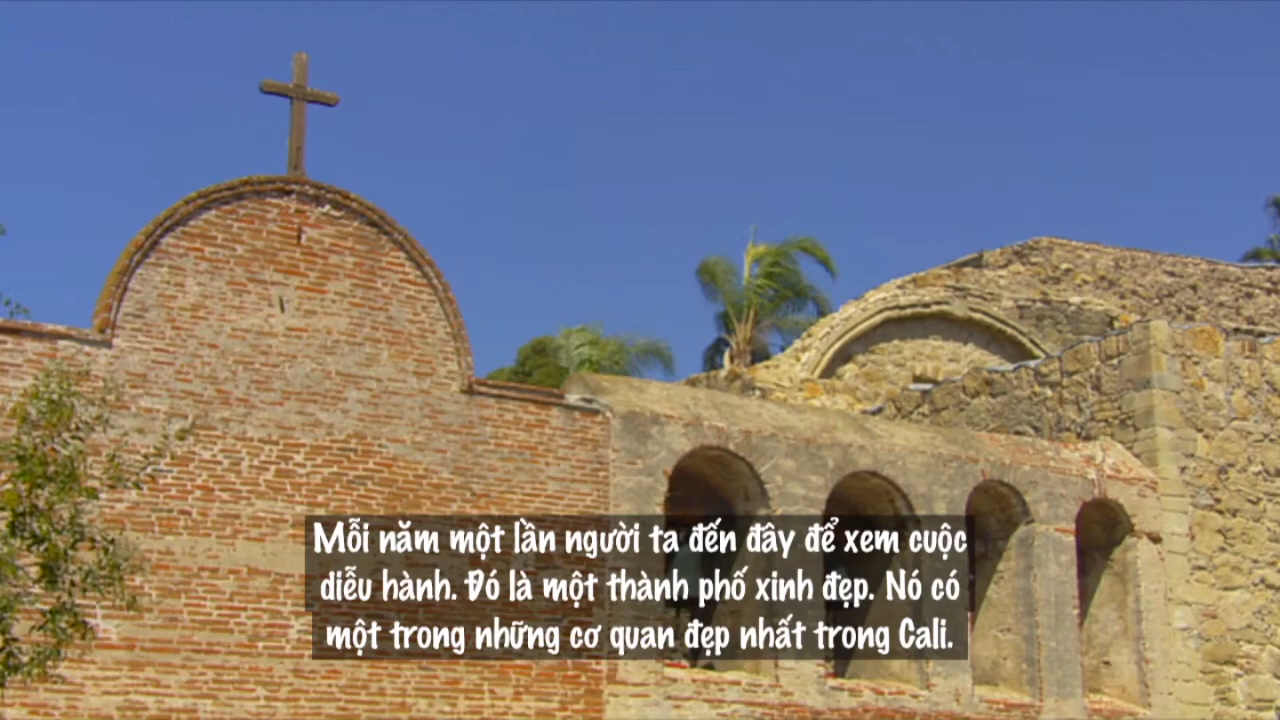 Mỗi năm một lần người ta đến đây để xem cuộc
diễu hành. Đó là một thành phố xinh đẹp. Nó có
một trong những cơ quan đẹp nhất trong Cali.